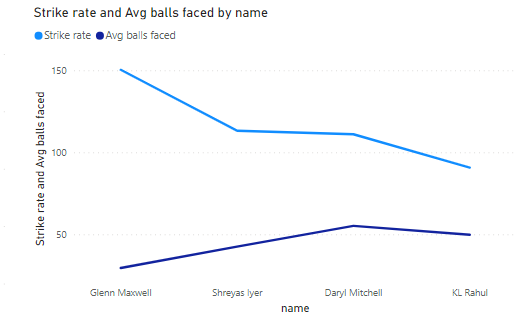 Strike rate and Avg balls faced by name
Strike rate Avg balls faced
Strike rate and Avg balls faced
150
100
50
Glenn Maxwell Shreyas Iyer Daryl Mitchell KL Rahul
name